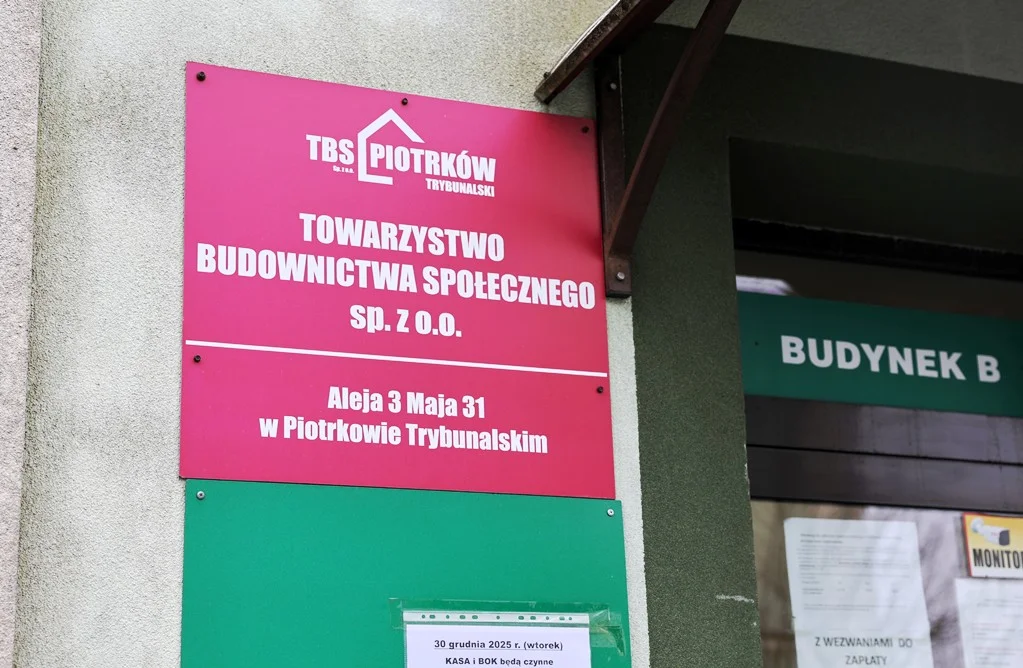 TBS PIOTRKÓW
Sp. z o.o.
TRYBUNALSKI
TOWARZYSTWO
BUDOWNICTWA SPOŁECZNEGO
sp. z o.o.
Aleja 3 Maja 31
w Piotrkowie Trybunalskim
BUDYNEK B
MONITO
Z WEZWANIAMI DO
ZAPŁATY
30 grudnia 2025 r. (wtorek)
KASA i BOK będą czynne